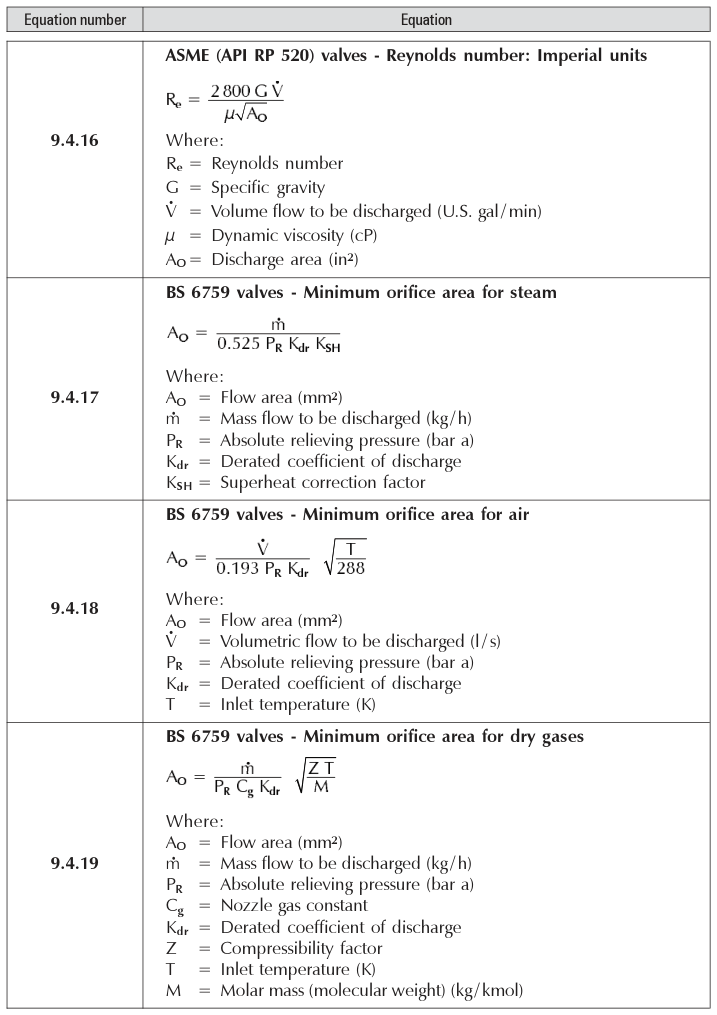 Equation number Equation
ASME (API RP 520) valves - Reynolds number: Imperial units
Rₑ = 2 800 G V̇ / μ√Aₒ
9.4.16
Where:
Rₑ = Reynolds number
G = Specific gravity
V̇ = Volume flow to be discharged (U.S. gal/min)
μ = Dynamic viscosity (cP)
Aₒ = Discharge area (in²)
BS 6759 valves - Minimum orifice area for steam
Aₒ = ṁ / 0.525 P_R K_dr K_SH
9.4.17
Where:
Aₒ = Flow area (mm²)
ṁ = Mass flow to be discharged (kg/h)
P_R = Absolute relieving pressure (bar a)
K_dr = Derated coefficient of discharge
K_SH = Superheat correction factor
BS 6759 valves - Minimum orifice area for air
Aₒ = V̇ / 0.193 P_R K_dr √T / 288
9.4.18
Where:
Aₒ = Flow area (mm²)
V̇ = Volumetric flow to be discharged (l/s)
P_R = Absolute relieving pressure (bar a)
K_dr = Derated coefficient of discharge
T = Inlet temperature (K)
BS 6759 valves - Minimum orifice area for dry gases
Aₒ = ṁ / P_R C_g K_dr √Z T / M
9.4.19
Where:
Aₒ = Flow area (mm²)
ṁ = Mass flow to be discharged (kg/h)
P_R = Absolute relieving pressure (bar a)
C_g = Nozzle gas constant
K_dr = Derated coefficient of discharge
Z = Compressibility factor
T = Inlet temperature (K)
M = Molar mass (molecular weight) (kg/kmol)